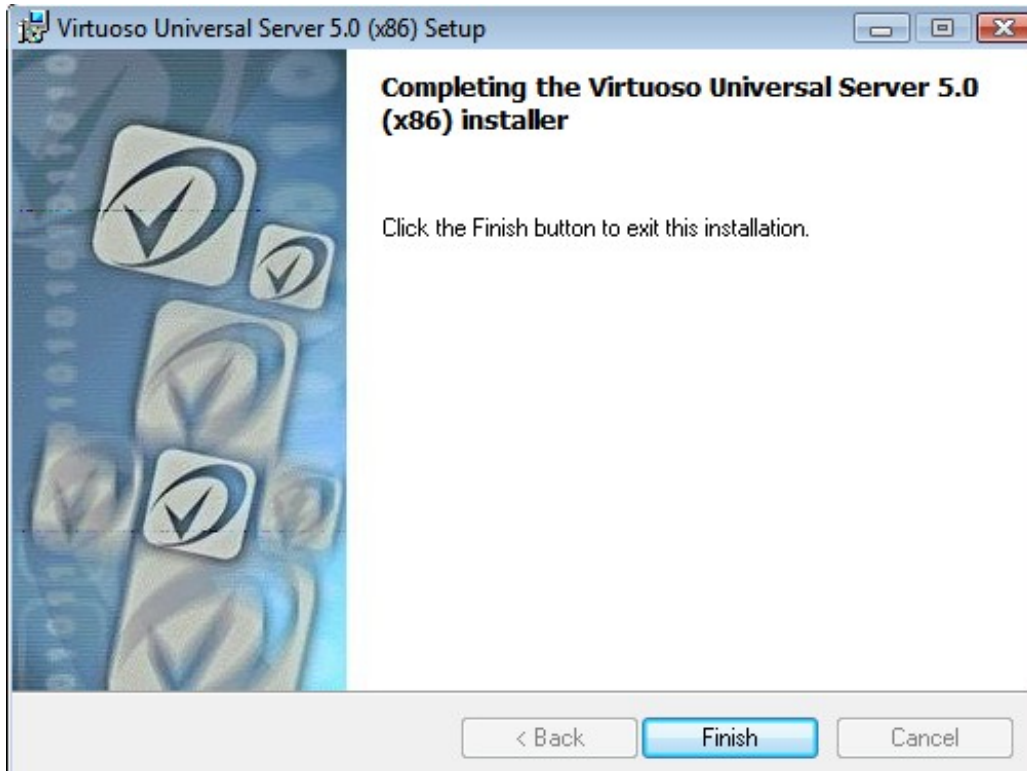 Virtuoso Universal Server 5.0 (x86) Setup
Completing the Virtuoso Universal Server 5.0
(x86) installer
Click the Finish button to exit this installation.
< Back
Finish
Cancel